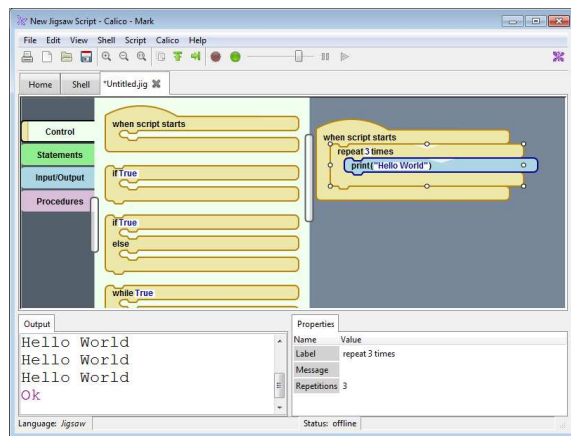 New Jigsaw Script - Calico - Mark
File Edit View Shell Script Calico Help
Home Shell *Untitled.jig
Control
Statements
Input/Output
Procedures
when script starts
if True
if True
else
while True
when script starts
repeat 3 times
print("Hello World")
Output
Hello World
Hello World
Hello World
Ok
Properties
Name Value
Label repeat 3 times
Message
Repetitions 3
Language: Jigsaw
Status: offline